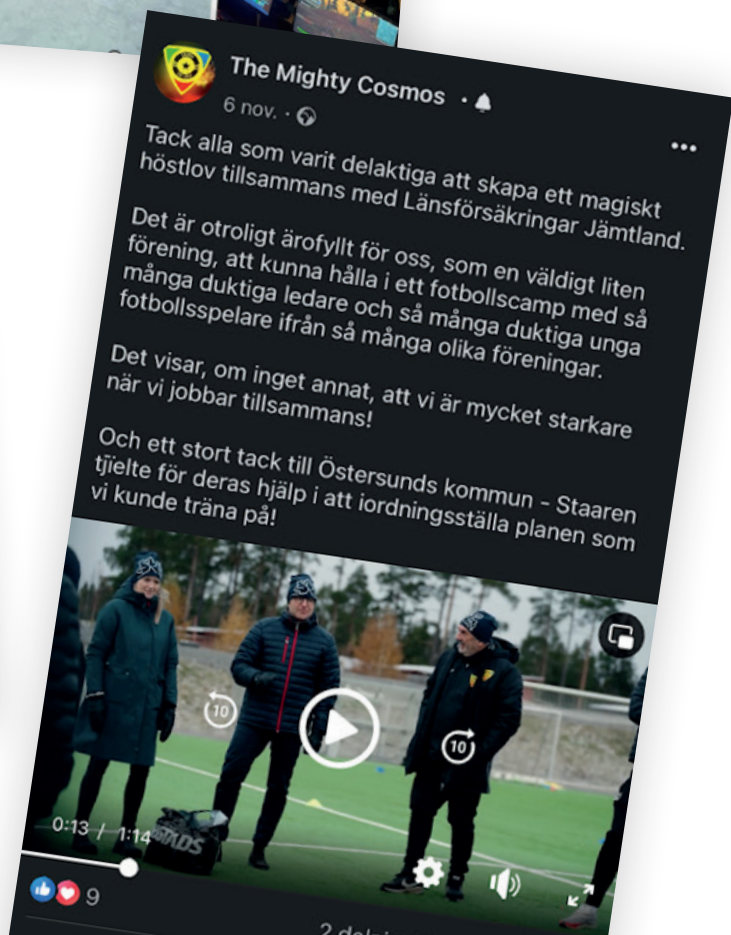 The Mighty Cosmos
6 nov.
Tack alla som varit delaktiga att skapa ett magiskt
höstlov tillsammans med Länsförsäkringar Jämtland.
Det är otroligt ärofyllt för oss, som en väldigt liten
förening, att kunna hålla i ett fotbollscamp med så
många duktiga ledare och så många duktiga unga
fotbollsspelare ifrån så många olika föreningar.
Det visar, om inget annat, att vi är mycket starkare
när vi jobbar tillsammans!
Och ett stort tack till Östersunds kommun - Staaren
tjïelte för deras hjälp i att iordningsställa planen som
vi kunde träna på!
10
10
0:13 / 1:14
9